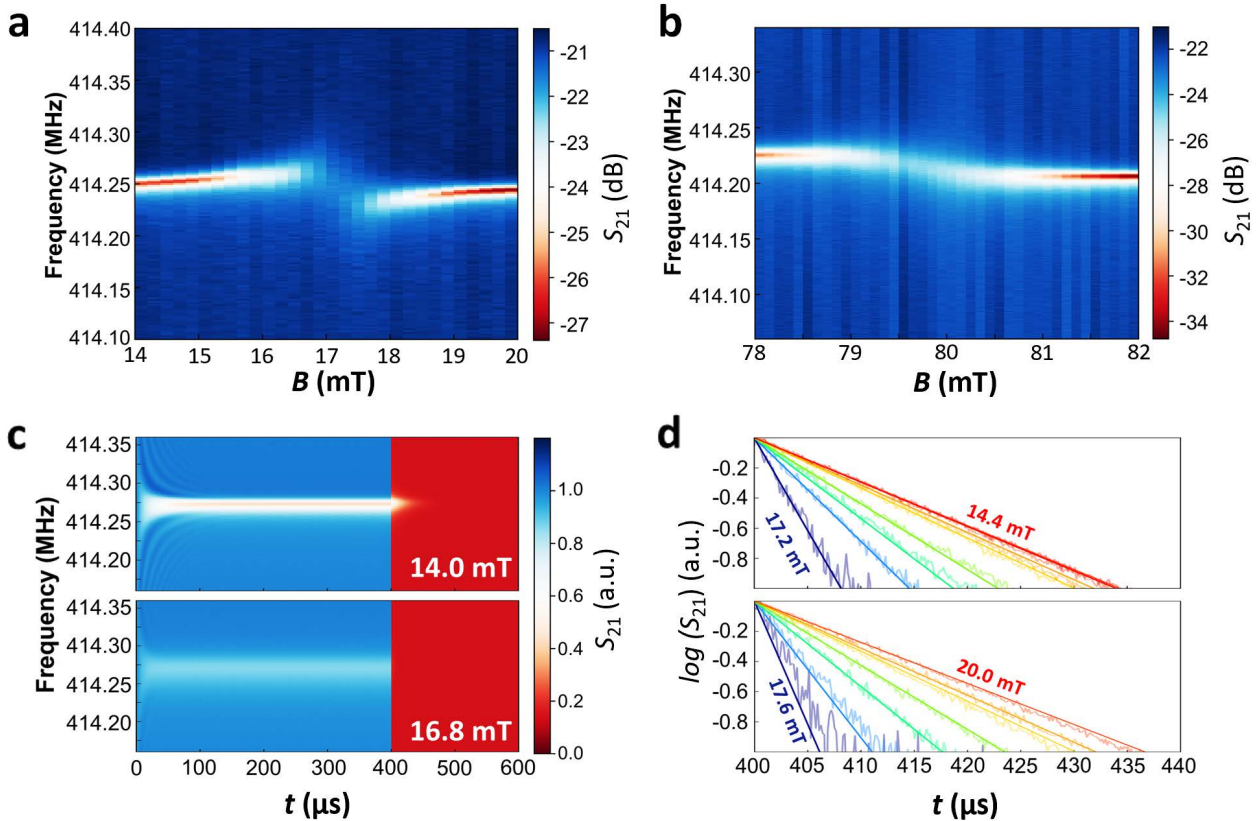 a
414.40
414.35
414.30
414.25
414.20
414.15
414.10
Frequency (MHz)
14 15 16 17 18 19 20
B (mT)
-21
-22
-23
-24
-25
-26
-27
S21 (dB)
b
414.30
414.25
414.20
414.15
414.10
Frequency (MHz)
78 79 80 81 82
B (mT)
-22
-24
-26
-28
-30
-32
-34
S21 (dB)
c
414.35
414.30
414.25
414.20
14.0 mT
414.35
414.30
414.25
414.20
16.8 mT
Frequency (MHz)
0 100 200 300 400 500 600
t (μs)
1.0
0.8
0.6
0.4
0.2
0.0
S21 (a.u.)
d
-0.2
-0.4
-0.6
-0.8
17.2 mT
14.4 mT
-0.2
-0.4
-0.6
-0.8
17.6 mT
20.0 mT
log (S21) (a.u.)
400 405 410 415 420 425 430 435 440
t (μs)